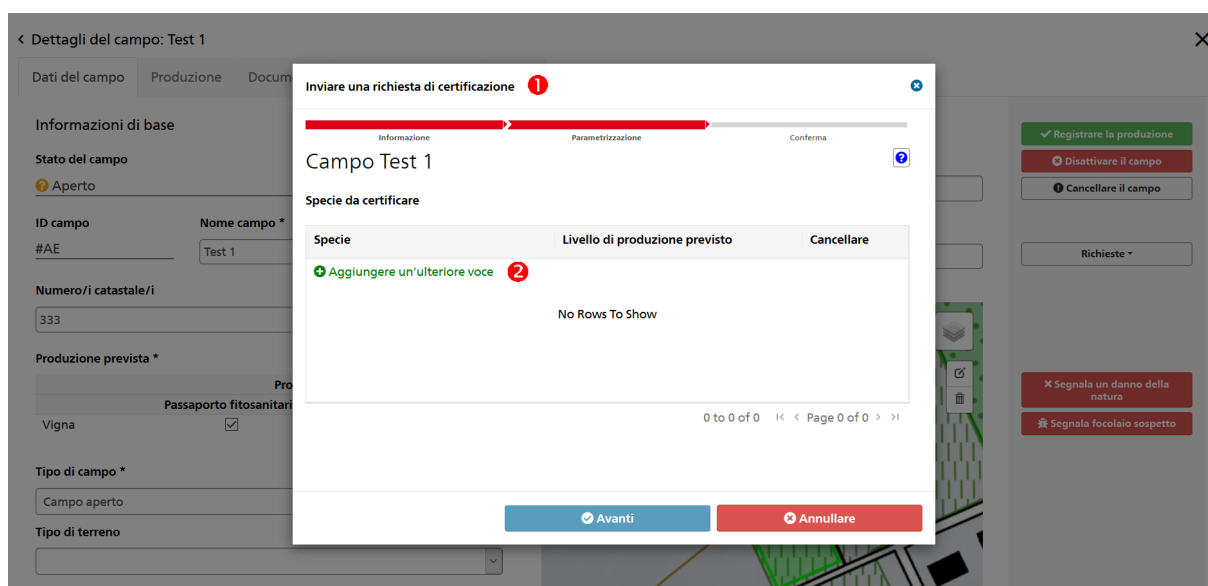 Dettagli del campo: Test 1
Dati del campo
Produzione
Docum
Informazioni di base
Stato del campo
Aperto
ID campo
Nome campo *
#AE
Test 1
Numero/i catastale/i
333
Produzione prevista *
Pro
Passaporto fitosanitari
Vigna
Tipo di campo *
Campo aperto
Tipo di terreno
Inviare una richiesta di certificazione
1
Informazione
Parametrizzazione
Conferma
Campo Test 1
Specie da certificare
Specie
Livello di produzione previsto
Cancellare
Aggiungere un'ulteriore voce
2
No Rows To Show
0 to 0 of 0
Page 0 of 0
Avanti
Annullare
Registrare la produzione
Disattivare il campo
Cancellare il campo
Richieste
Segnala un danno della
natura
Segnala focolaio sospetto